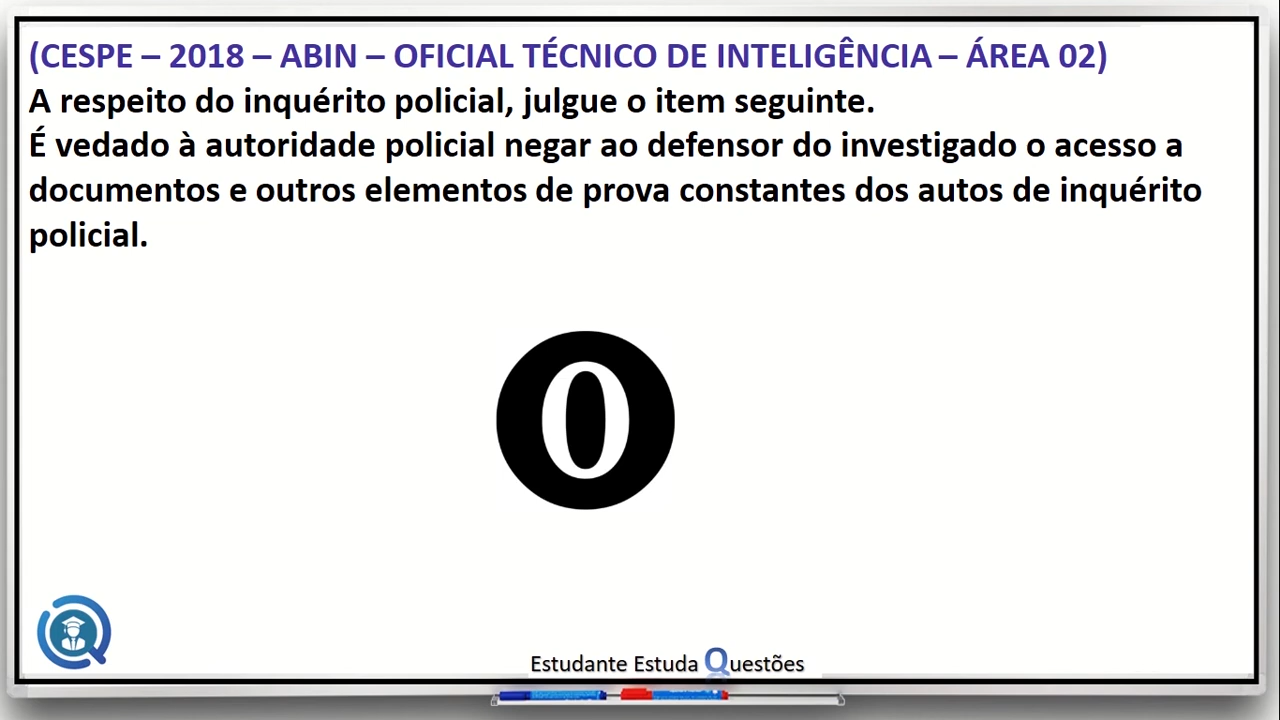 (CESPE – 2018 – ABIN – OFICIAL TÉCNICO DE INTELIGÊNCIA – ÁREA 02)
A respeito do inquérito policial, julgue o item seguinte.
É vedado à autoridade policial negar ao defensor do investigado o acesso a
documentos e outros elementos de prova constantes dos autos de inquérito
policial.
0
Estudante Estuda Questões